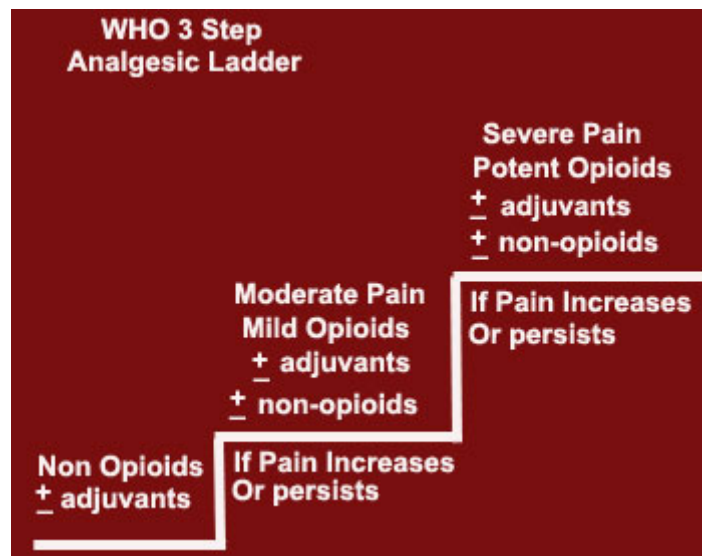 WHO 3 Step
Analgesic Ladder
Severe Pain
Potent Opioids
± adjuvants
± non-opioids
If Pain Increases
Or persists
Moderate Pain
Mild Opioids
± adjuvants
± non-opioids
If Pain Increases
Or persists
Non Opioids
± adjuvants